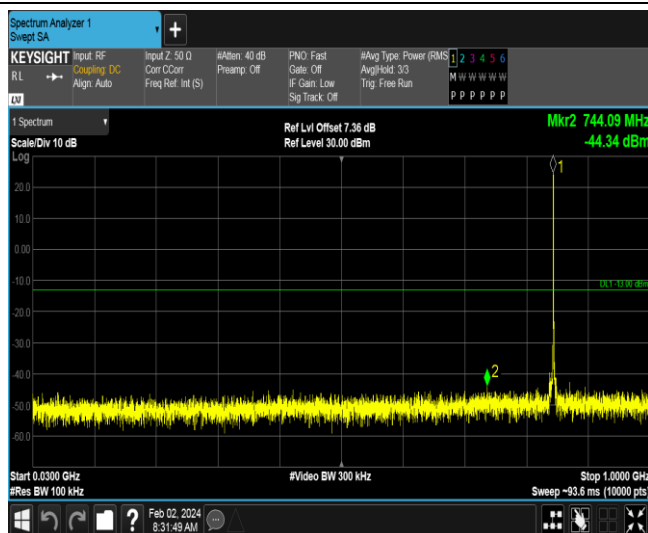 Spectrum Analyzer 1
Swept SA
+
KEYSIGHT
RL
LXI
Input: RF
Coupling: DC
Align: Auto
Input Z: 50 Ω
Corr CCorr
Freq Ref: Int (S)
#Atten: 40 dB
Preamp: Off
PNO: Fast
Gate: Off
IF Gain: Low
Sig Track: Off
#Avg Type: Power (RMS
Avg|Hold: 3/3
Trig: Free Run
1 2 3 4 5 6
M W W W W W
P P P P P P
1 Spectrum
Scale/Div 10 dB
Log
Ref Lvl Offset 7.36 dB
Ref Level 30.00 dBm
Mkr2 744.09 MHz
-44.34 dBm
1
20.0
10.0
0.00
-10.0
DL1 -13.00 dBm
-20.0
-30.0
-40.0
2
-50.0
-60.0
Start 0.0300 GHz
#Video BW 300 kHz
Stop 1.0000 GHz
#Res BW 100 kHz
Sweep ~93.6 ms (10000 pts)
?
Feb 02, 2024
8:31:49 AM